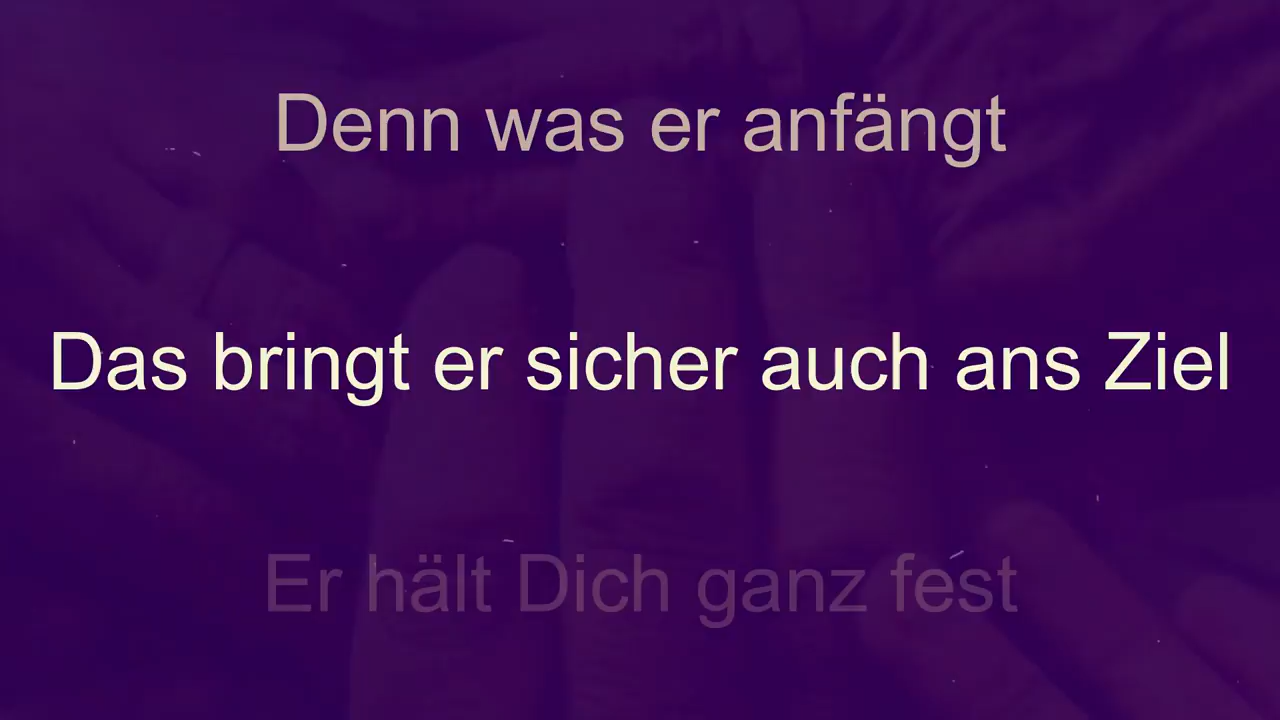 Denn was er anfängt
Das bringt er sicher auch ans Ziel
Er hält Dich ganz fest